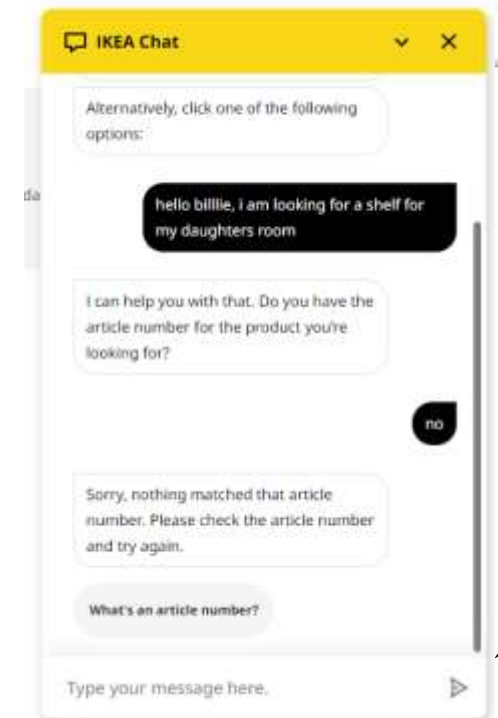 IKEA Chat
Alternatively, click one of the following
options:
da
hello billlie, i am looking for a shelf for
my daughters room
I can help you with that. Do you have the
article number for the product you're
looking for?
no
Sorry, nothing matched that article
number. Please check the article number
and try again.
What's an article number?
Type your message here.